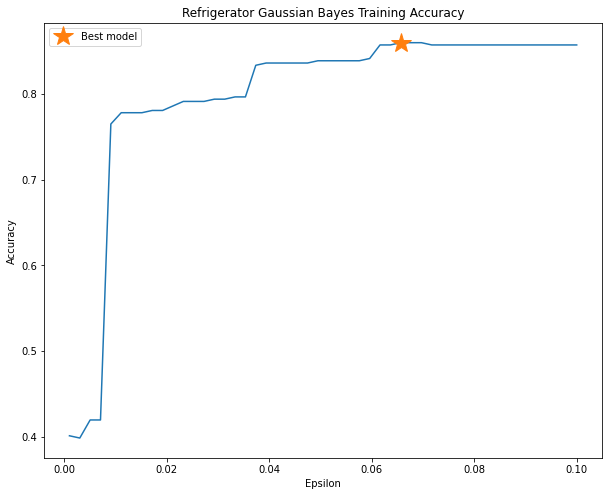 Refrigerator Gaussian Bayes Training Accuracy
Best model
Accuracy
0.8
0.7
0.6
0.5
0.4
0.00 0.02 0.04 0.06 0.08 0.10
Epsilon